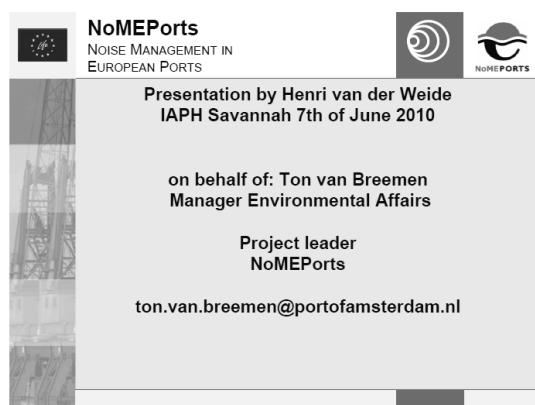 NoMEPorts
NOISE MANAGEMENT IN
EUROPEAN PORTS
NoMEPORTS
Presentation by Henri van der Weide
IAPH Savannah 7th of June 2010
on behalf of: Ton van Breemen
Manager Environmental Affairs
Project leader
NoMEPorts
ton.van.breemen@portofamsterdam.nl